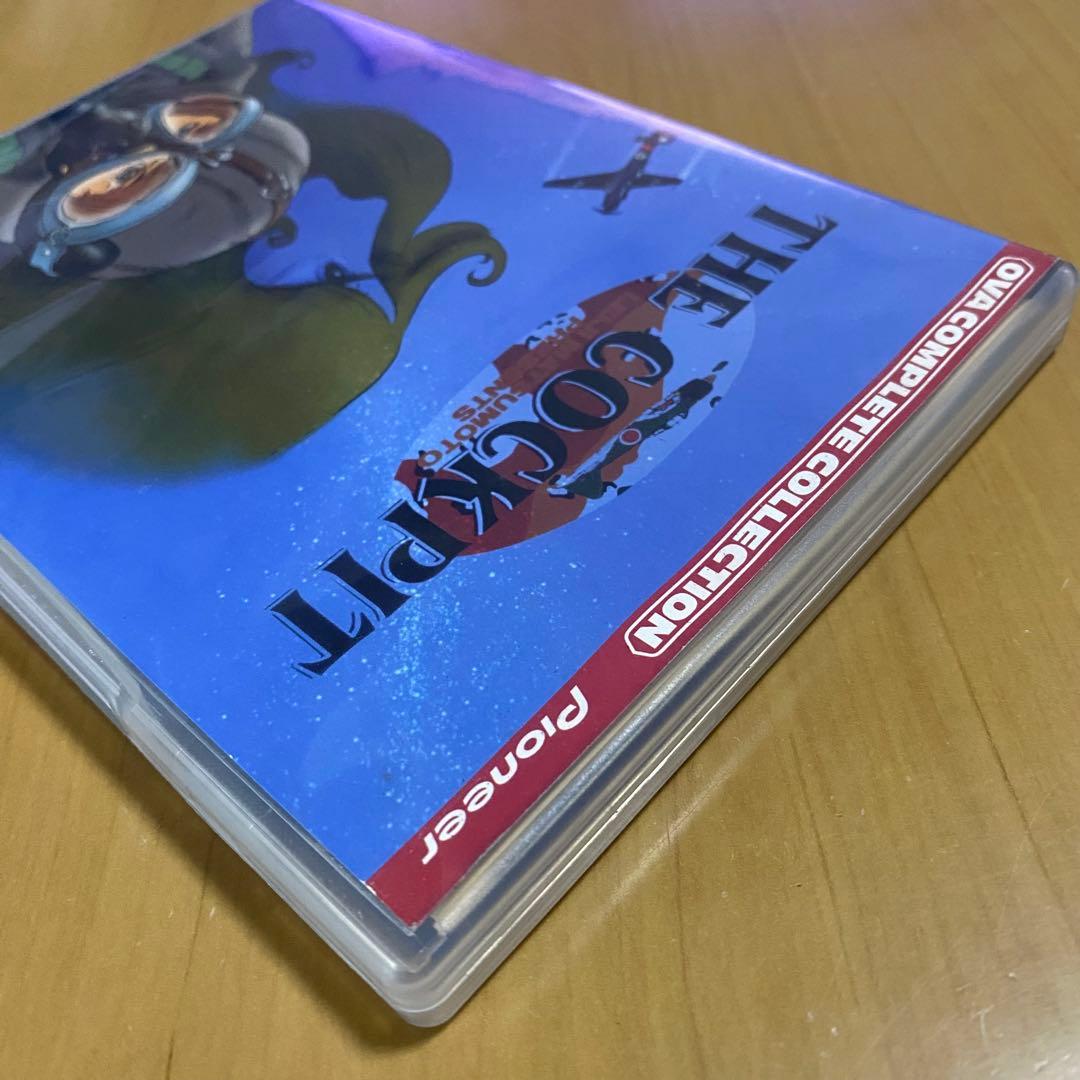 OVA COMPLETE COLLECTION
Pioneer
THE COCKPIT